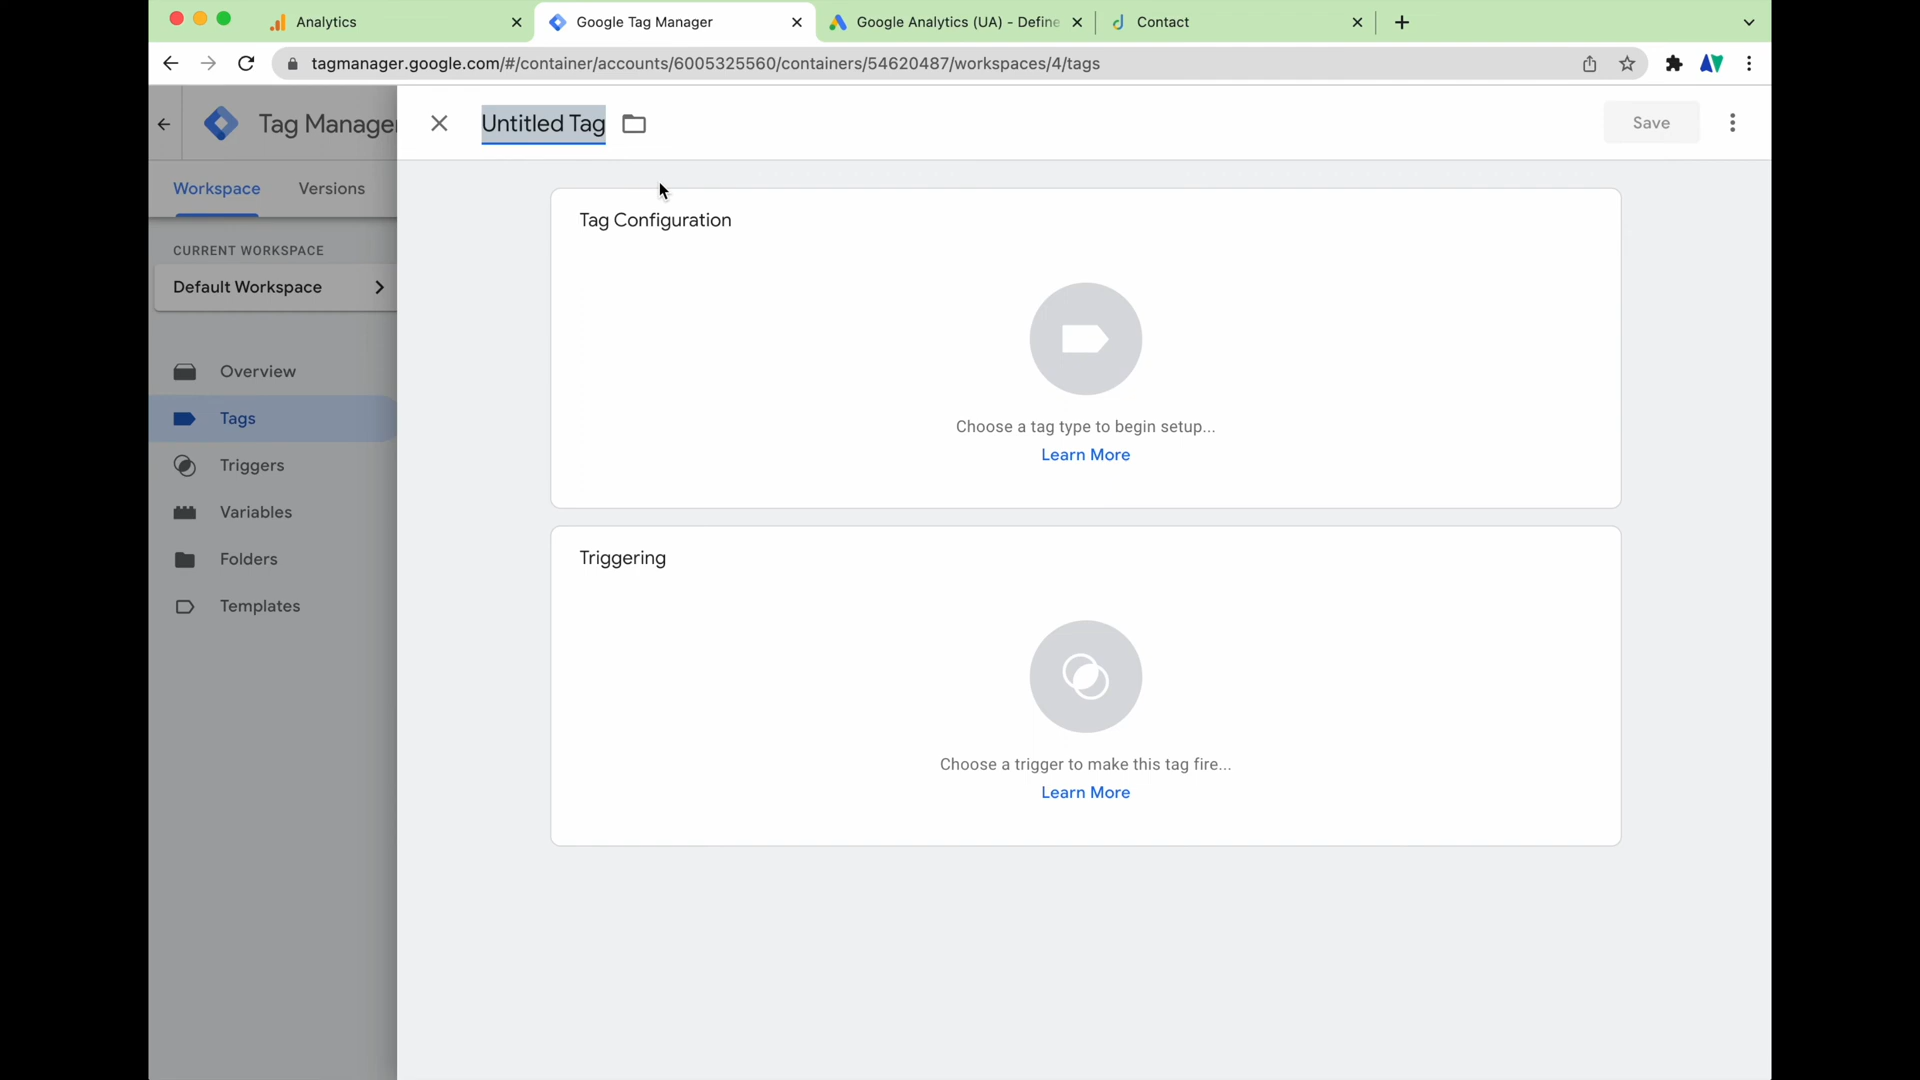 Analytics
Google Tag Manager
Google Analytics (UA) - Define
Contact
tagmanager.google.com/#/container/accounts/6005325560/containers/54620487/workspaces/4/tags
Tag Manager
Untitled Tag
Save
Workspace
Versions
CURRENT WORKSPACE
Default Workspace
Overview
Tags
Triggers
Variables
Folders
Templates
Tag Configuration
Choose a tag type to begin setup...
Learn More
Triggering
Choose a trigger to make this tag fire...
Learn More